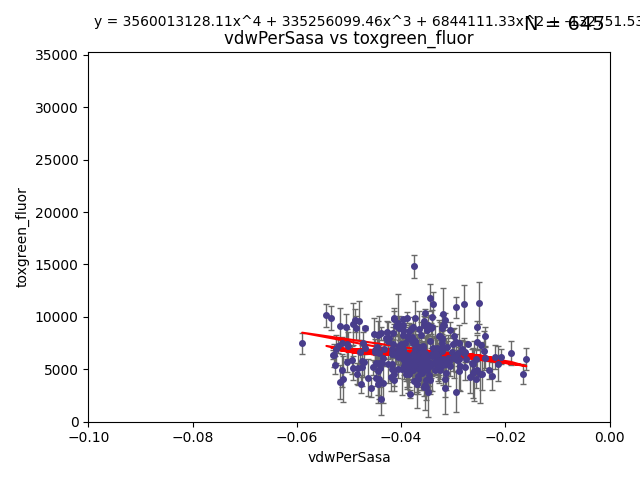 y = 3560013128.11x^4 + 335256099.46x^3 + 6844111.33x^2 +
N = 645
vdwPerSasa vs toxgreen_fluor
35000
30000
25000
20000
15000
10000
5000
0
toxgreen_fluor
−0.10
−0.08
−0.06
−0.04
−0.02
0.00
vdwPerSasa